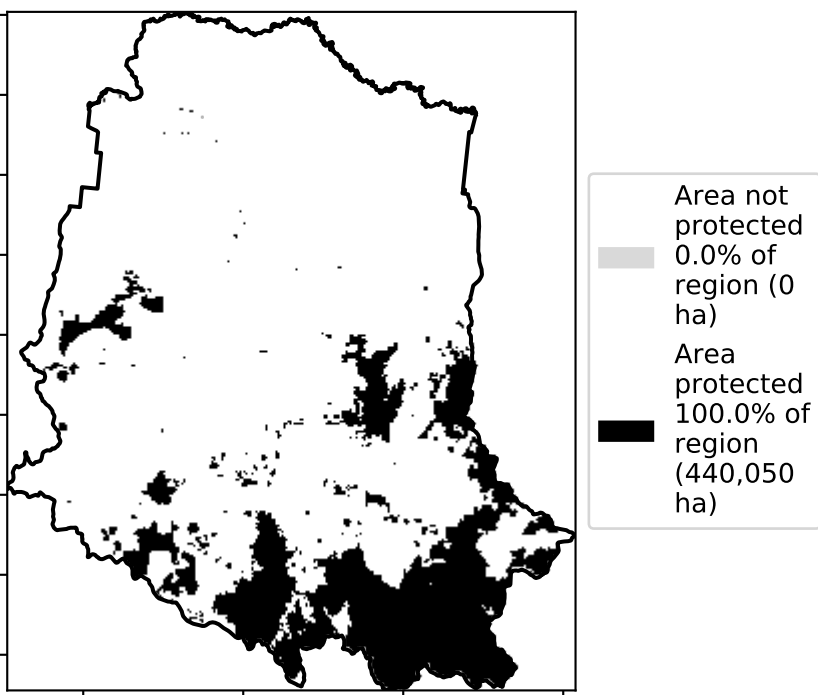 Area not
protected
0.0% of
region (0
ha)
Area
protected
100.0% of
region
(440,050
ha)